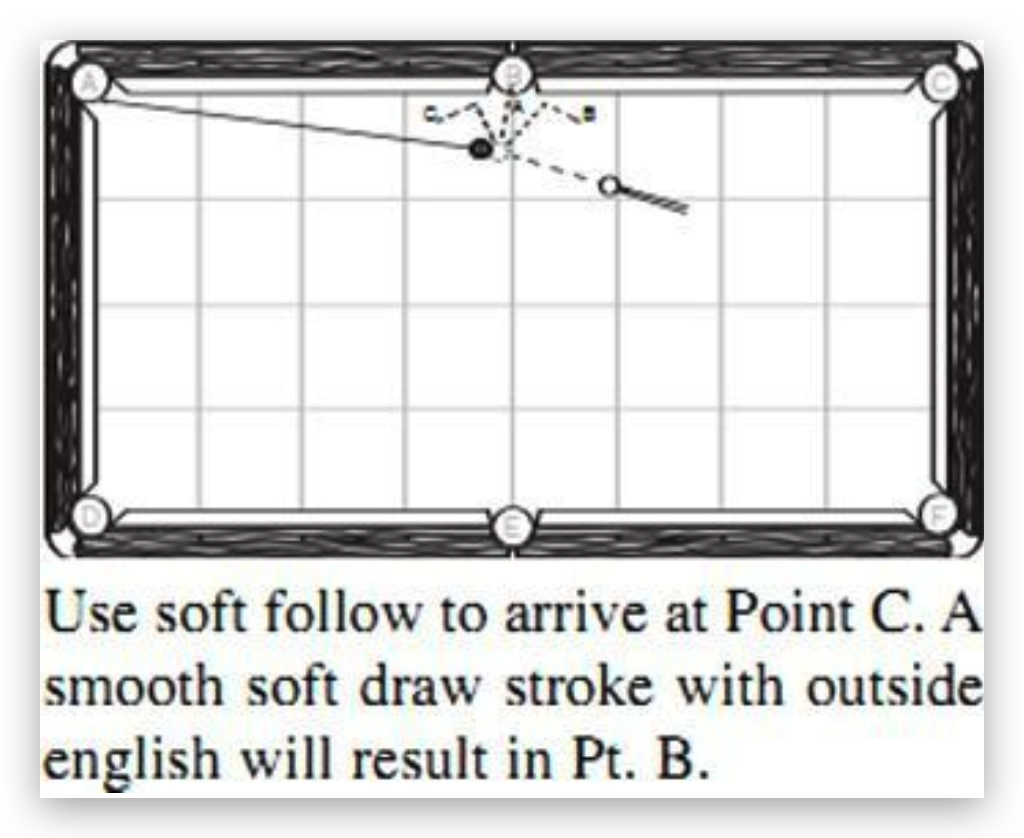 A B C
C B
D E F
Use soft follow to arrive at Point C. A
smooth soft draw stroke with outside
english will result in Pt. B.